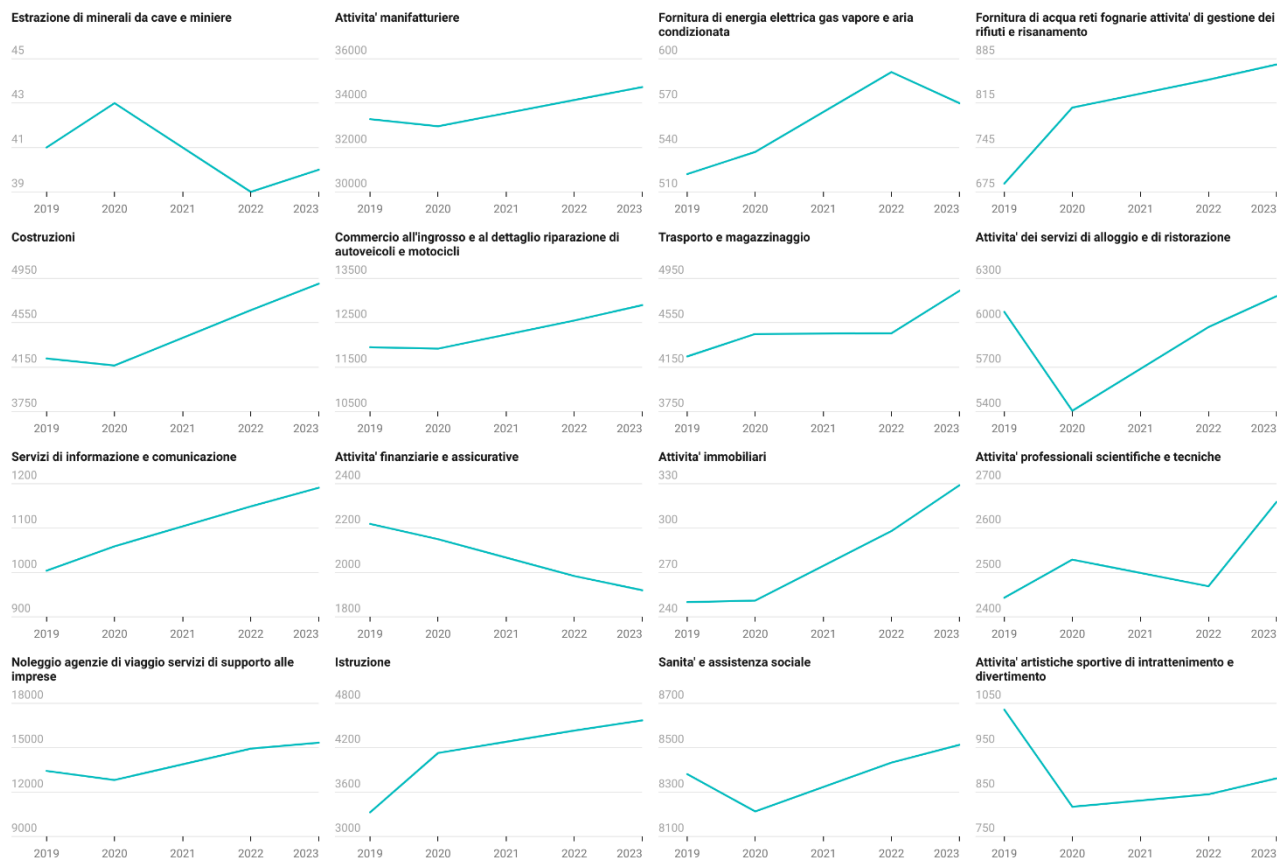 Estrazione di minerali da cave e miniere
45
43
41
39
2019 2020 2021 2022 2023
Attivita' manifatturiere
36000
34000
32000
30000
2019 2020 2021 2022 2023
Fornitura di energia elettrica gas vapore e aria
condizionata
600
570
540
510
2019 2020 2021 2022 2023
Fornitura di acqua reti fognarie attivita' di gestione dei
rifiuti e risanamento
885
815
745
675
2019 2020 2021 2022 2023
Costruzioni
4950
4550
4150
3750
2019 2020 2021 2022 2023
Commercio all'ingrosso e al dettaglio riparazione di
autoveicoli e motocicli
13500
12500
11500
10500
2019 2020 2021 2022 2023
Trasporto e magazzinaggio
4950
4550
4150
3750
2019 2020 2021 2022 2023
Attivita' dei servizi di alloggio e di ristorazione
6300
6000
5700
5400
2019 2020 2021 2022 2023
Servizi di informazione e comunicazione
1200
1100
1000
900
2019 2020 2021 2022 2023
Attivita' finanziarie e assicurative
2400
2200
2000
1800
2019 2020 2021 2022 2023
Attivita' immobiliari
330
300
270
240
2019 2020 2021 2022 2023
Attivita' professionali scientifiche e tecniche
2700
2600
2500
2400
2019 2020 2021 2022 2023
Noleggio agenzie di viaggio servizi di supporto alle
imprese
18000
15000
12000
9000
2019 2020 2021 2022 2023
Istruzione
4800
4200
3600
3000
2019 2020 2021 2022 2023
Sanita' e assistenza sociale
8700
8500
8300
8100
2019 2020 2021 2022 2023
Attivita' artistiche sportive di intrattenimento e
divertimento
1050
950
850
750
2019 2020 2021 2022 2023